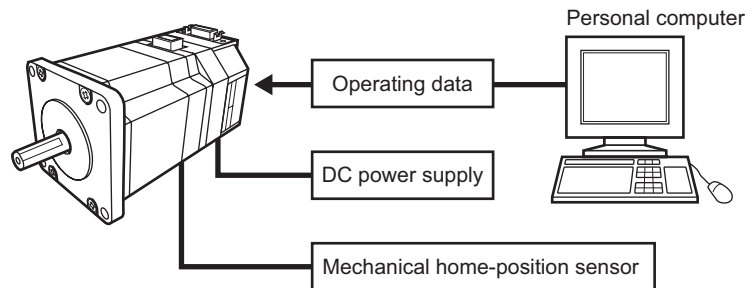 Personal computer
Operating data
DC power supply
Mechanical home-position sensor